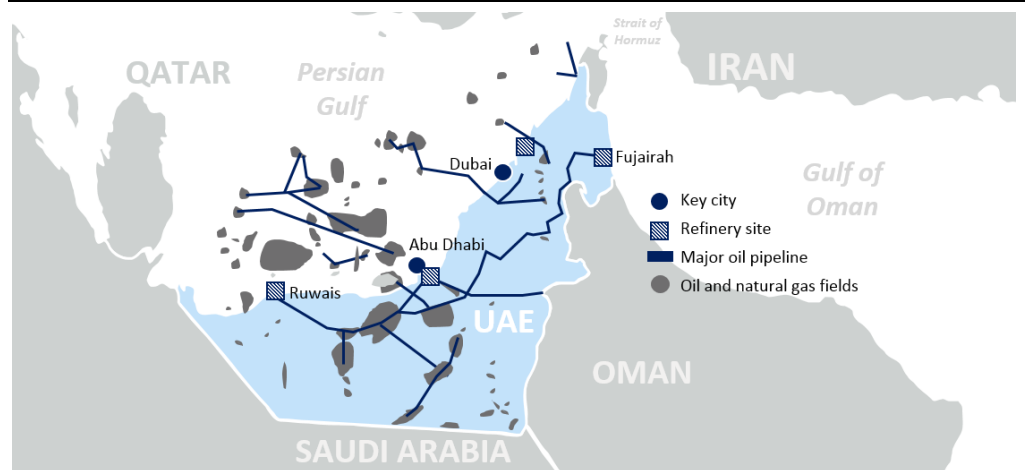 Strait of
Hormuz
QATAR
Persian
Gulf
IRAN
Dubai
Fujairah
Gulf of
Oman
Key city
Refinery site
Major oil pipeline
Oil and natural gas fields
Abu Dhabi
Ruwais
UAE
OMAN
SAUDI ARABIA